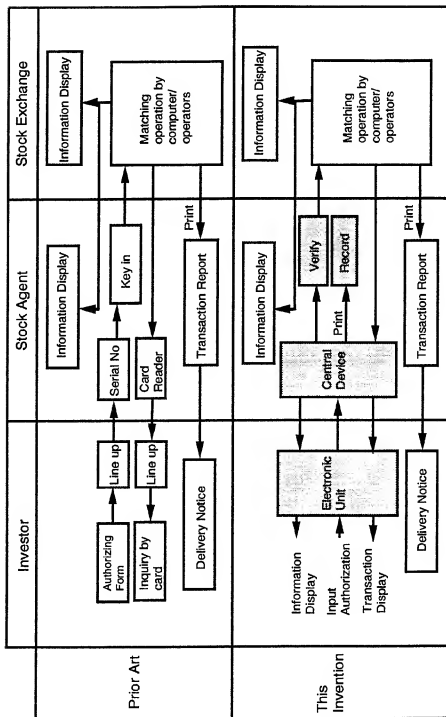 Investor
Stock Agent
Stock Exchange
Prior Art
Authorizing
Form
Line up
Serial No
Key in
Information Display
Information Display
Matching
operation by
computer/
operators
Inquiry by
card
Line up
Card
Reader
Print
Delivery Notice
Transaction Report
This
Invention
Information
Display
Input
Authorization
Transaction
Display
Electronic
Unit
Central
Device
Information Display
Information Display
Verify
Print
Record
Matching
operation by
computer/
operators
Print
Delivery Notice
Transaction Report